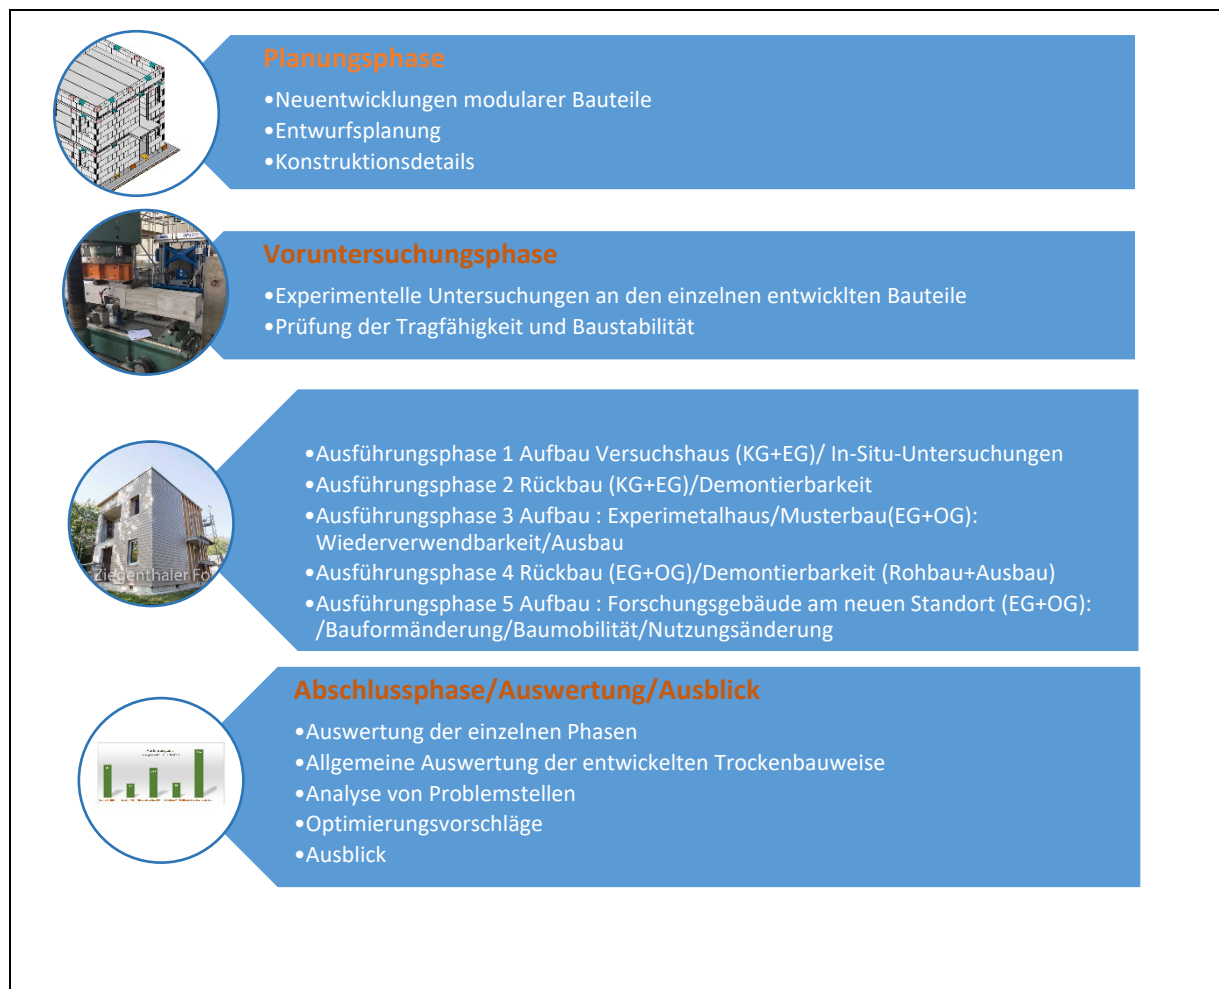 Planungsphase
•Neuentwicklungen modularer Bauteile
•Entwurfsplanung
•Konstruktionsdetails
Voruntersuchungsphase
•Experimentelle Untersuchungen an den einzelnen entwicklten Bauteile
•Prüfung der Tragfähigkeit und Baustabilität
•Ausführungsphase 1 Aufbau Versuchshaus (KG+EG)/ In-Situ-Untersuchungen
•Ausführungsphase 2 Rückbau (KG+EG)/Demontierbarkeit
•Ausführungsphase 3 Aufbau : Experimetalhaus/Musterbau(EG+OG):
Wiederverwendbarkeit/Ausbau
•Ausführungsphase 4 Rückbau (EG+OG)/Demontierbarkeit (Rohbau+Ausbau)
•Ausführungsphase 5 Aufbau : Forschungsgebäude am neuen Standort (EG+OG):
/Bauformänderung/Baumobilität/Nutzungsänderung
Ziegenthaler Fo
Abschlussphase/Auswertung/Ausblick
•Auswertung der einzelnen Phasen
•Allgemeine Auswertung der entwickelten Trockenbauweise
•Analyse von Problemstellen
•Optimierungsvorschläge
•Ausblick